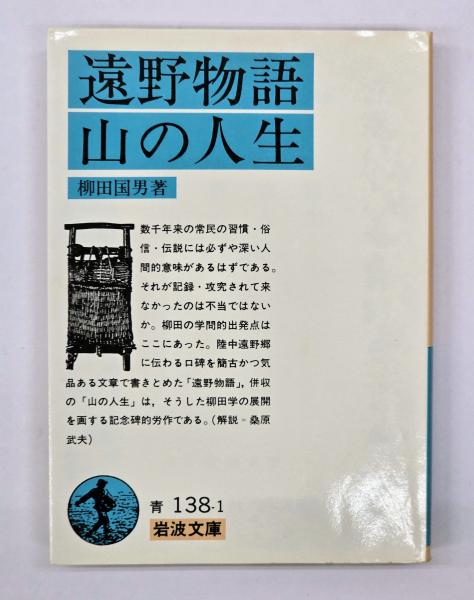 遠野物語
山の人生
柳田国男著
数千年来の常民の習慣・俗
信・伝説には必ずや深い人
間的意味があるはずである。
それが記録・攻究されて来
なかったのは不当ではない
か。柳田の学問的出発点は
ここにあった。陸中遠野郷
に伝わる口碑を簡古かつ気
品ある文章で書きとめた「遠野物語」,併収
の「山の人生」は,そうした柳田学の展開
を画する記念碑的労作である。(解説=桑原
武夫)
青 138-1
岩波文庫